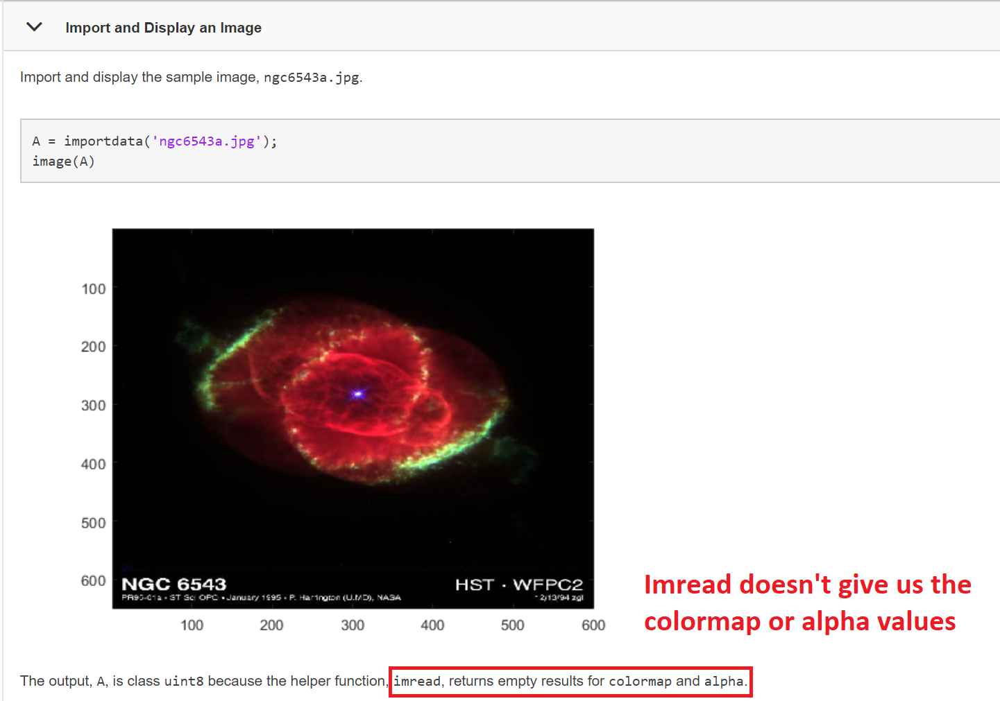 Import and Display an Image
Import and display the sample image, ngc6543a.jpg.
A = importdata('ngc6543a.jpg');
image(A)
100
200
300
400
500
600
NGC 6543
HST · WFPC2
PR95-01a • ST ScI OPC • January 1995 • P. Harrington (U.MD), NASA
12/13/94 zgl
100 200 300 400 500 600
Imread doesn't give us the
colormap or alpha values
The output, A, is class uint8 because the helper function, imread, returns empty results for colormap and alpha.